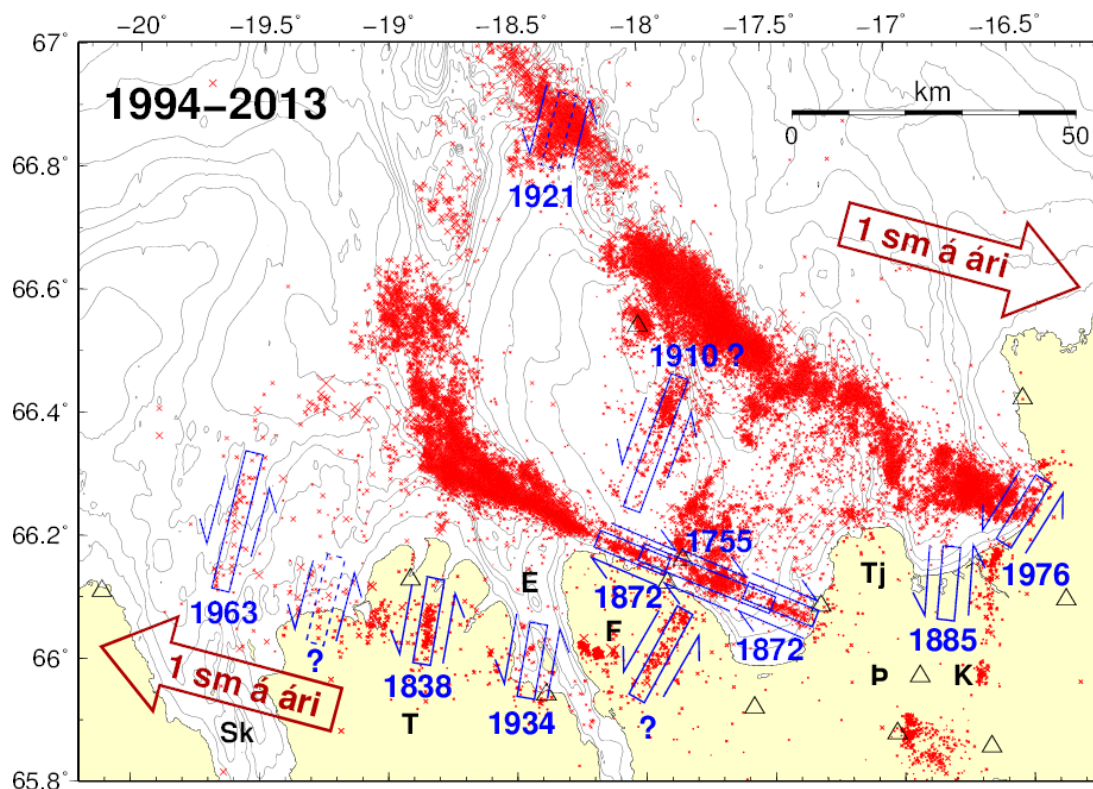 −20 −19.5 −19 −18.5 −18 −17.5 −17 −16.5
67°
1994−2013
km
0 50
66.8°
1921
1 sm á ári
66.6°
1910 ?
66.4°
66.2°
1755
E
Tj
1963
1872
1976
F
1872
1885
66°
?
1838
Þ
K
1 sm á ári
T
1934
?
Sk
65.8°